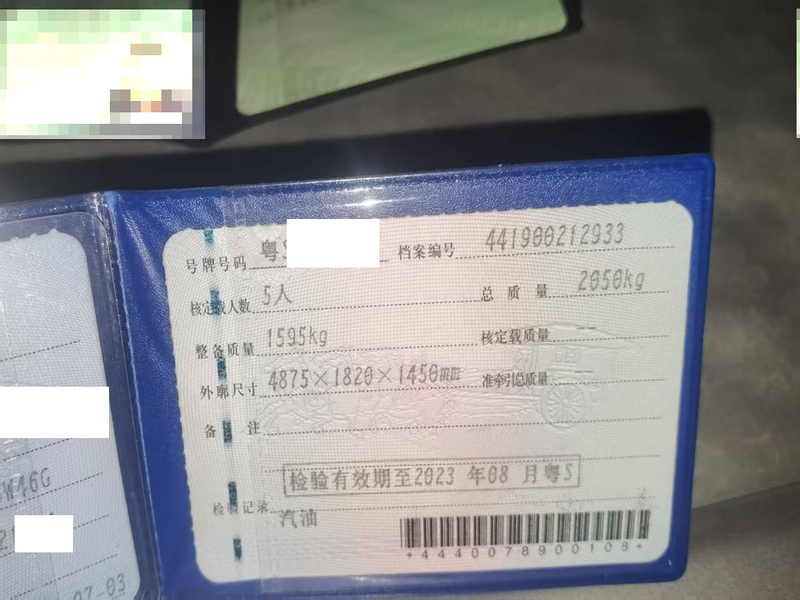 号牌号码 粤S 档案编号 441900212933
核定载人数 5人 总质量 2050kg
整备质量 1595kg 核定载质量 --
外廓尺寸 4875×1820×1450mm 准牵引总质量 --
备 注
检验有效期至2023 年08 月粤S
检验记录
汽油
*4440078900108*
W46G
2
07-03